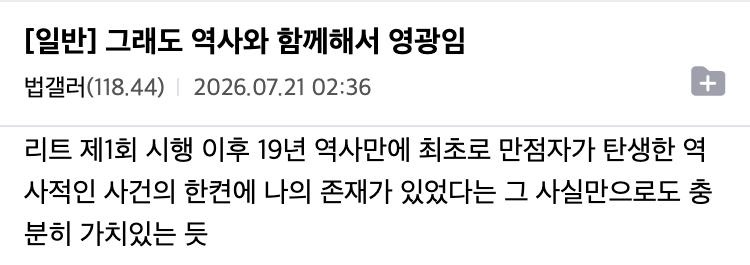 [일반] 그래도 역사와 함께해서 영광임
법갤러(118.44) | 2026.07.21 02:36
리트 제1회 시행 이후 19년 역사만에 최초로 만점자가 탄생한 역
사적인 사건의 한켠에 나의 존재가 있었다는 그 사실만으로도 충
분히 가치있는 듯